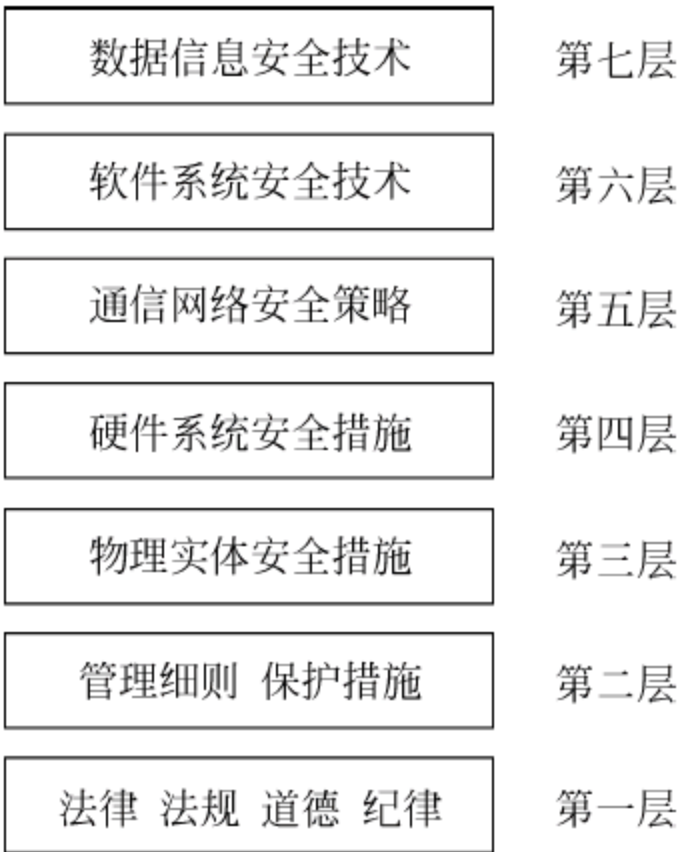 数据信息安全技术 第七层
软件系统安全技术 第六层
通信网络安全策略 第五层
硬件系统安全措施 第四层
物理实体安全措施 第三层
管理细则 保护措施 第二层
法律 法规 道德 纪律 第一层